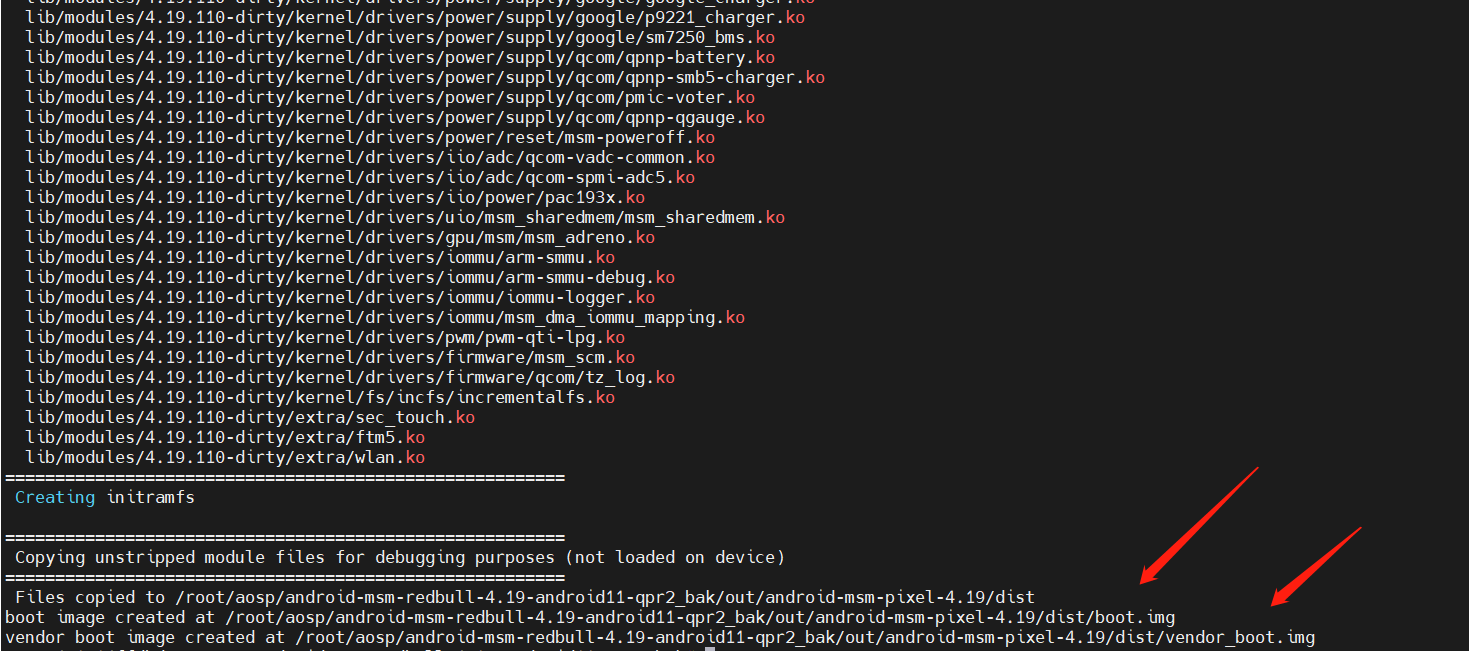 lib/modules/4.19.110-dirty/kernel/drivers/power/supply/google/google_charger.ko
lib/modules/4.19.110-dirty/kernel/drivers/power/supply/google/p9221_charger.ko
lib/modules/4.19.110-dirty/kernel/drivers/power/supply/google/sm7250_bms.ko
lib/modules/4.19.110-dirty/kernel/drivers/power/supply/qcom/qpnp-battery.ko
lib/modules/4.19.110-dirty/kernel/drivers/power/supply/qcom/qpnp-smb5-charger.ko
lib/modules/4.19.110-dirty/kernel/drivers/power/supply/qcom/pmic-voter.ko
lib/modules/4.19.110-dirty/kernel/drivers/power/supply/qcom/qpnp-qgauge.ko
lib/modules/4.19.110-dirty/kernel/drivers/power/reset/msm-poweroff.ko
lib/modules/4.19.110-dirty/kernel/drivers/iio/adc/qcom-vadc-common.ko
lib/modules/4.19.110-dirty/kernel/drivers/iio/adc/qcom-spmi-adc5.ko
lib/modules/4.19.110-dirty/kernel/drivers/iio/power/pac193x.ko
lib/modules/4.19.110-dirty/kernel/drivers/uio/msm_sharedmem/msm_sharedmem.ko
lib/modules/4.19.110-dirty/kernel/drivers/gpu/msm/msm_adreno.ko
lib/modules/4.19.110-dirty/kernel/drivers/iommu/arm-smmu.ko
lib/modules/4.19.110-dirty/kernel/drivers/iommu/arm-smmu-debug.ko
lib/modules/4.19.110-dirty/kernel/drivers/iommu/iommu-logger.ko
lib/modules/4.19.110-dirty/kernel/drivers/iommu/msm_dma_iommu_mapping.ko
lib/modules/4.19.110-dirty/kernel/drivers/pwm/pwm-qti-lpg.ko
lib/modules/4.19.110-dirty/kernel/drivers/firmware/msm_scm.ko
lib/modules/4.19.110-dirty/kernel/drivers/firmware/qcom/tz_log.ko
lib/modules/4.19.110-dirty/kernel/fs/incfs/incrementalfs.ko
lib/modules/4.19.110-dirty/extra/sec_touch.ko
lib/modules/4.19.110-dirty/extra/ftm5.ko
lib/modules/4.19.110-dirty/extra/wlan.ko
========================================================
Creating initramfs
========================================================
Copying unstripped module files for debugging purposes (not loaded on device)
========================================================
Files copied to /root/aosp/android-msm-redbull-4.19-android11-qpr2_bak/out/android-msm-pixel-4.19/dist
boot image created at /root/aosp/android-msm-redbull-4.19-android11-qpr2_bak/out/android-msm-pixel-4.19/dist/boot.img
vendor boot image created at /root/aosp/android-msm-redbull-4.19-android11-qpr2_bak/out/android-msm-pixel-4.19/dist/vendor_boot.img